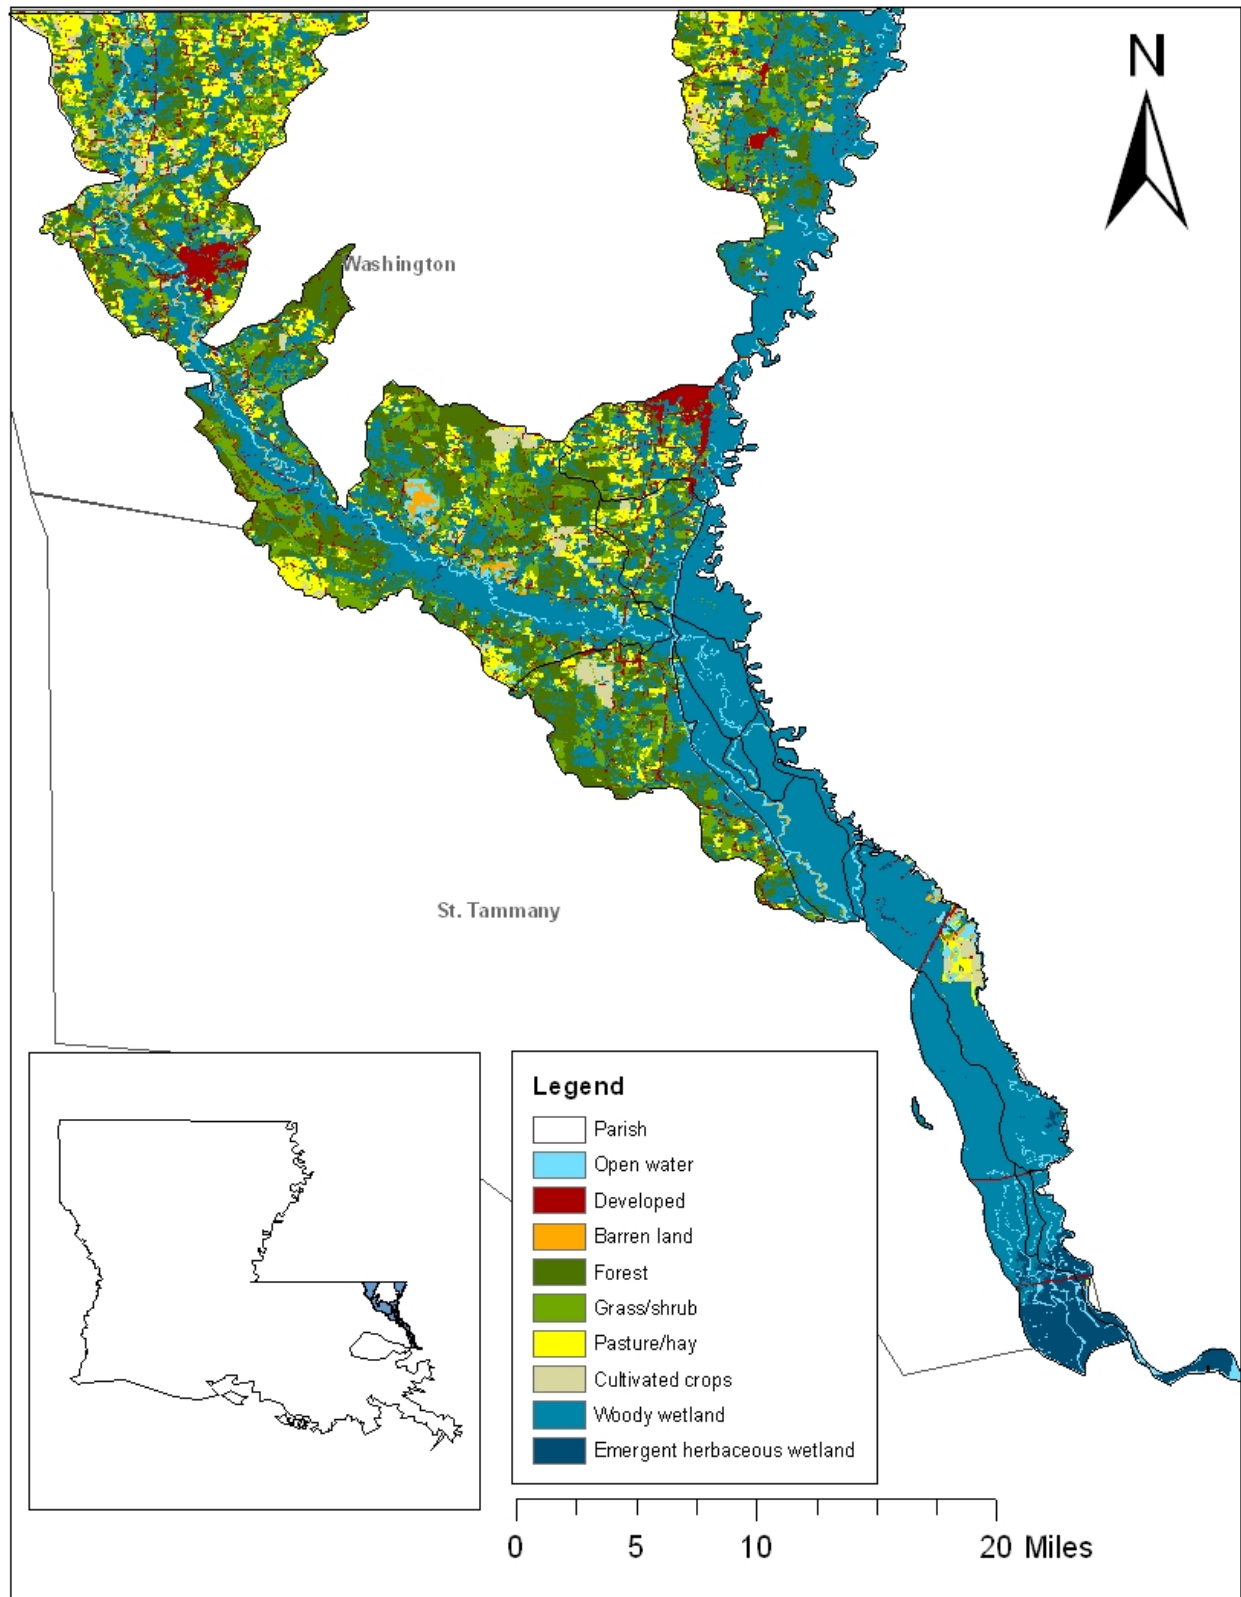 N
Washington
St. Tammany
Legend
Parish
Open water
Developed
Barren land
Forest
Grass/shrub
Pasture/hay
Cultivated crops
Woody wetland
Emergent herbaceous wetland
0 5 10 20 Miles